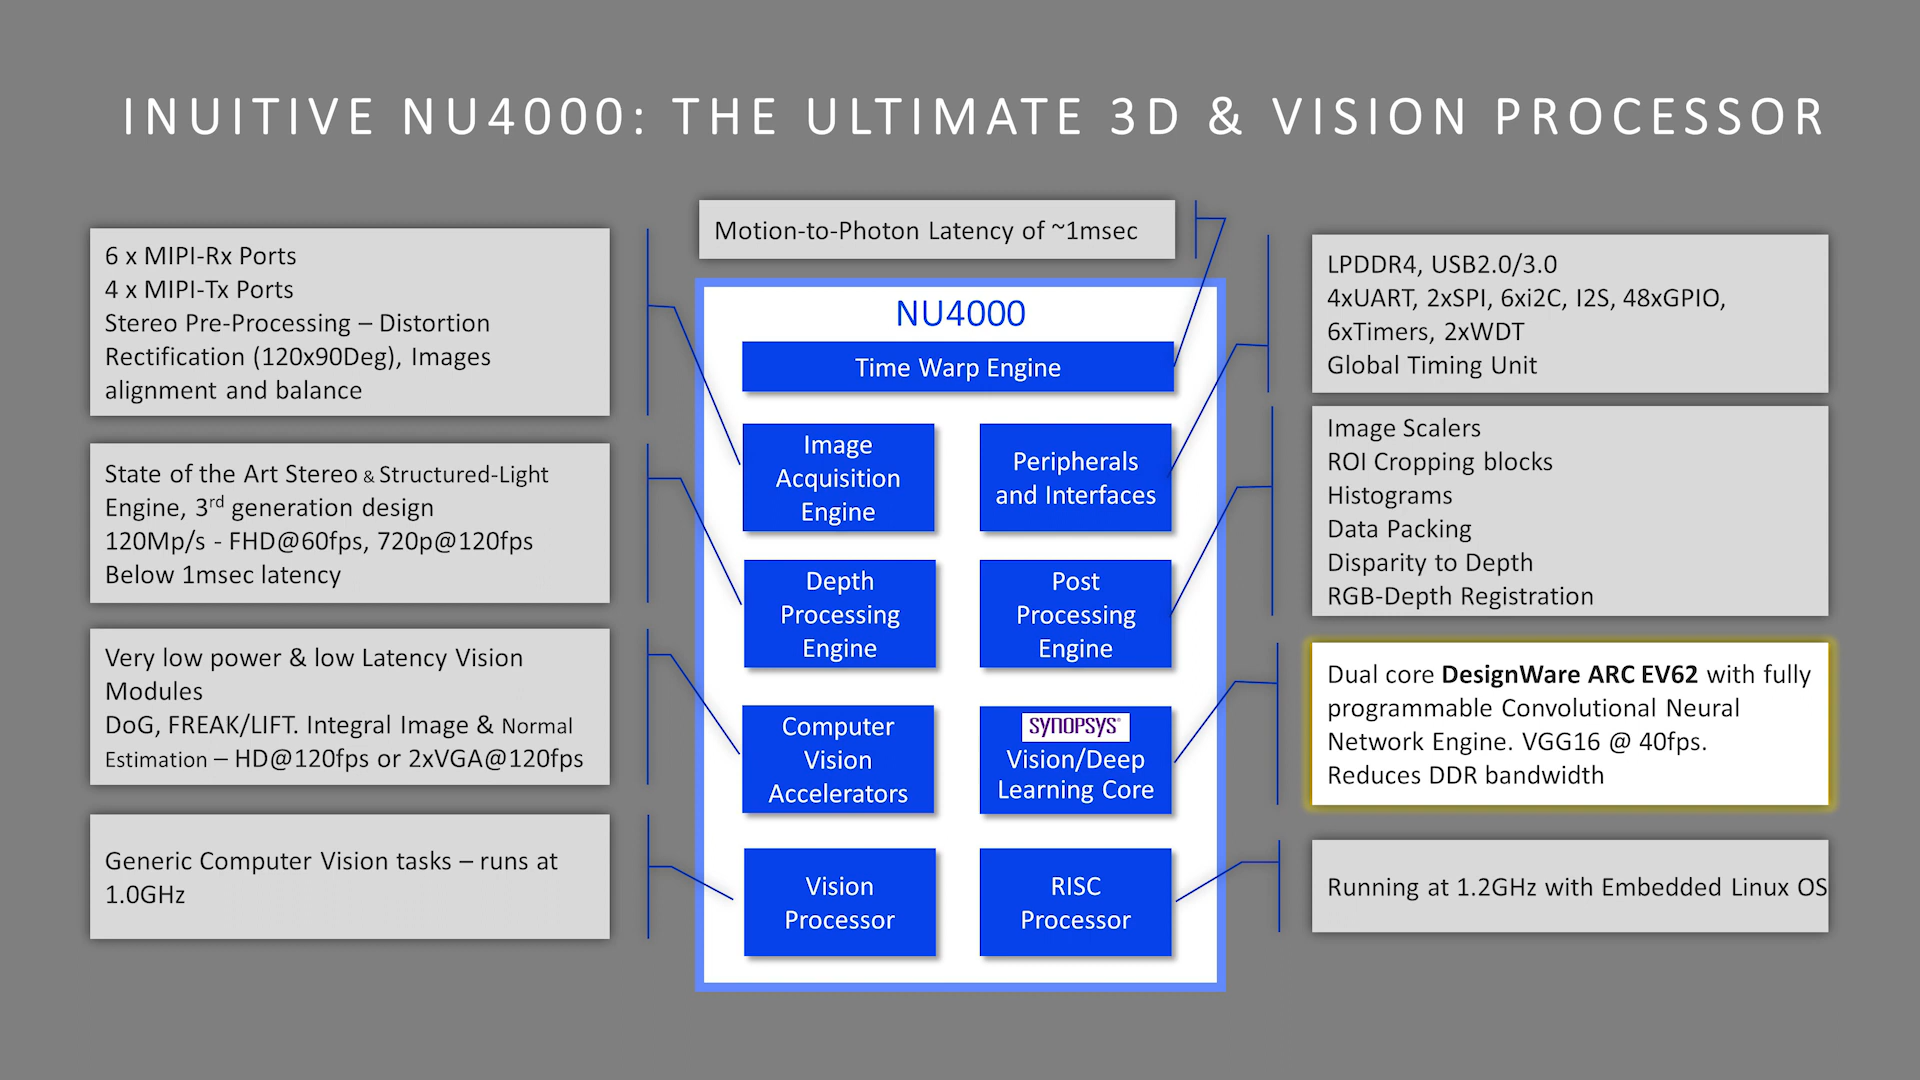 INUITIVE NU4000: THE ULTIMATE 3D & VISION PROCESSOR
Motion-to-Photon Latency of ~1msec
6 x MIPI-Rx Ports
4 x MIPI-Tx Ports
Stereo Pre-Processing – Distortion
Rectification (120x90Deg), Images
alignment and balance
State of the Art Stereo & Structured-Light
Engine, 3rd generation design
120Mp/s - FHD@60fps, 720p@120fps
Below 1msec latency
Very low power & low Latency Vision
Modules
DoG, FREAK/LIFT. Integral Image & Normal
Estimation – HD@120fps or 2xVGA@120fps
Generic Computer Vision tasks – runs at
1.0GHz
NU4000
Time Warp Engine
Image
Acquisition
Engine
Peripherals
and Interfaces
Depth
Processing
Engine
Post
Processing
Engine
Computer
Vision
Accelerators
SYNOPSYS®
Vision/Deep
Learning Core
Vision
Processor
RISC
Processor
LPDDR4, USB2.0/3.0
4xUART, 2xSPI, 6xi2C, I2S, 48xGPIO,
6xTimers, 2xWDT
Global Timing Unit
Image Scalers
ROI Cropping blocks
Histograms
Data Packing
Disparity to Depth
RGB-Depth Registration
Dual core DesignWare ARC EV62 with fully
programmable Convolutional Neural
Network Engine. VGG16 @ 40fps.
Reduces DDR bandwidth
Running at 1.2GHz with Embedded Linux OS